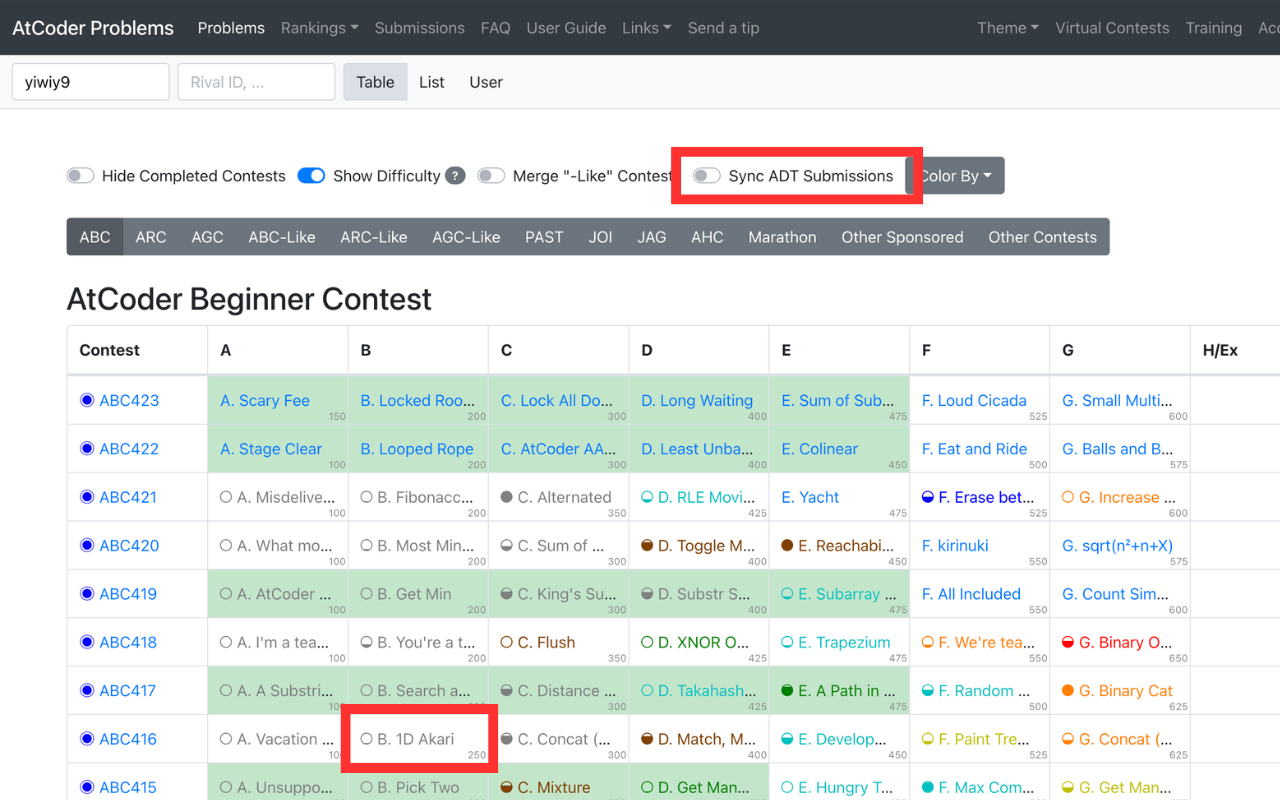 AtCoder Problems Problems Rankings Submissions FAQ User Guide Links Send a tip Theme Virtual Contests Training Acc
yiwiy9 Rival ID, ... Table List User
Hide Completed Contests Show Difficulty ? Merge "-Like" Contest Sync ADT Submissions Color By
ABC ARC AGC ABC-Like ARC-Like AGC-Like PAST JOI JAG AHC Marathon Other Sponsored Other Contests
AtCoder Beginner Contest
Contest A B C D E F G H/Ex
ABC423 A. Scary Fee B. Locked Roo... C. Lock All Do... D. Long Waiting E. Sum of Sub... F. Loud Cicada G. Small Multi...
150 200 300 400 475 525 600
ABC422 A. Stage Clear B. Looped Rope C. AtCoder AA... D. Least Unba... E. Colinear F. Eat and Ride G. Balls and B...
100 200 300 400 450 500 575
ABC421 A. Misdelive... B. Fibonacc... C. Alternated D. RLE Movi... E. Yacht F. Erase bet... G. Increase ...
100 200 350 425 475 525 600
ABC420 A. What mo... B. Most Min... C. Sum of ... D. Toggle M... E. Reachabi... F. kirinuki G. sqrt(n²+n+X)
100 200 300 400 450 550 575
ABC419 A. AtCoder ... B. Get Min C. King's Su... D. Substr S... E. Subarray ... F. All Included G. Count Sim...
100 200 300 400 475 550 600
ABC418 A. I'm a tea... B. You're a t... C. Flush D. XNOR O... E. Trapezium F. We're tea... G. Binary O...
100 200 350 425 475 550 650
ABC417 A. A Substri... B. Search a... C. Distance ... D. Takahash... E. A Path in ... F. Random ... G. Binary Cat
100 300 425 475 500 625
ABC416 A. Vacation ... B. 1D Akari C. Concat (... D. Match, M... E. Develop... F. Paint Tre... G. Concat (...
100 250 300 400 450 525 625
ABC415 A. Unsuppo... B. Pick Two C. Mixture D. Get Man... E. Hungry T... F. Max Com... G. Get Man...